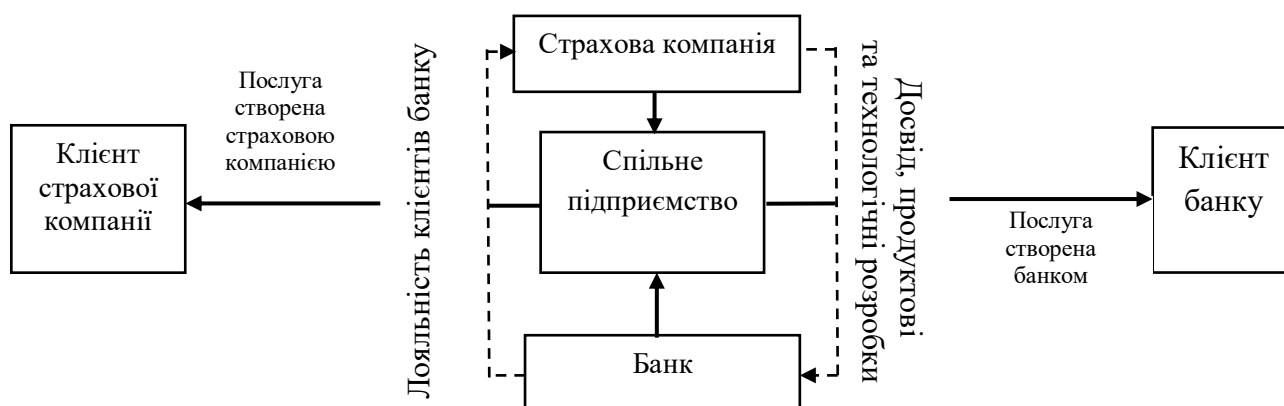 Клієнт
страхової
компанії
Послуга
створена
страховою
компанією
Лояльність клієнтів банку
Страхова компанія
Спільне
підприємство
Банк
Досвід, продуктові
та технологічні розробки
Послуга
створена
банком
Клієнт
банку